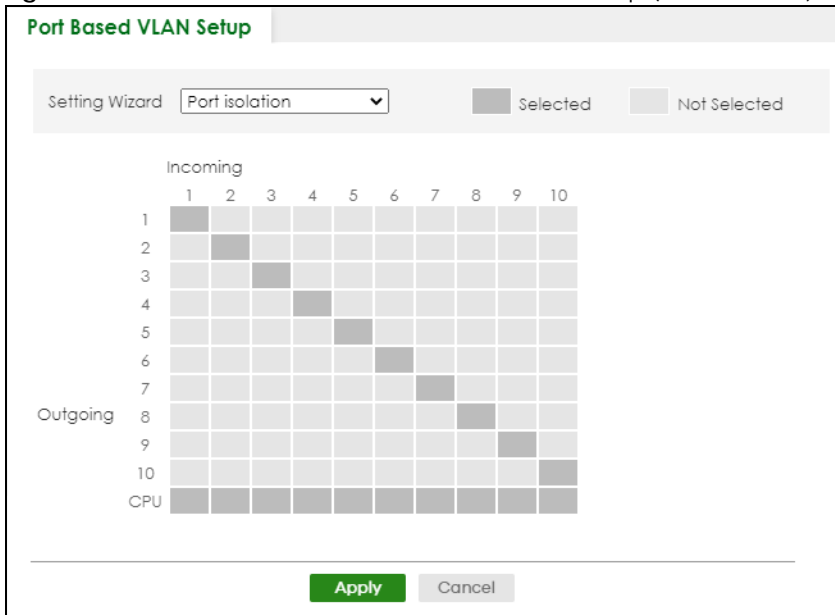 Port Based VLAN Setup
Setting Wizard Port isolation Selected Not Selected
Incoming
1 2 3 4 5 6 7 8 9 10
1
2
3
4
5
6
7
Outgoing 8
9
10
CPU
Apply Cancel